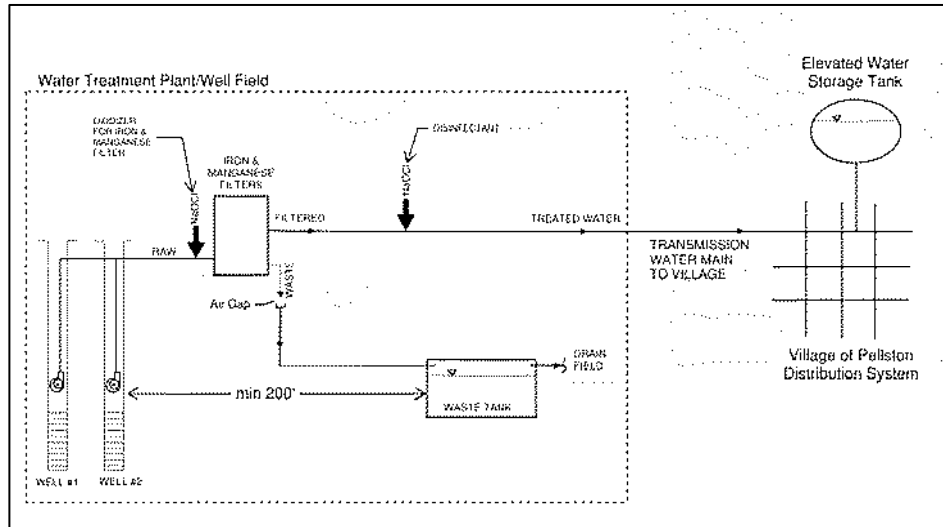 Water Treatment Plant/Well Field
Elevated Water
Storage Tank
OXIDIZER
FOR IRON &
MANGANESE
FILTER
DISINFECTANT
IRON &
MANGANESE
FILTERS
NaOCl
NaOCl
FILTERED
TREATED WATER
RAW
WASTE
TRANSMISSION
WATER MAIN
TO VILLAGE
Air Gap
DRAIN
FIELD
Village of Pellston
Distribution System
min 200'
WASTE TANK
WELL #1
WELL #2